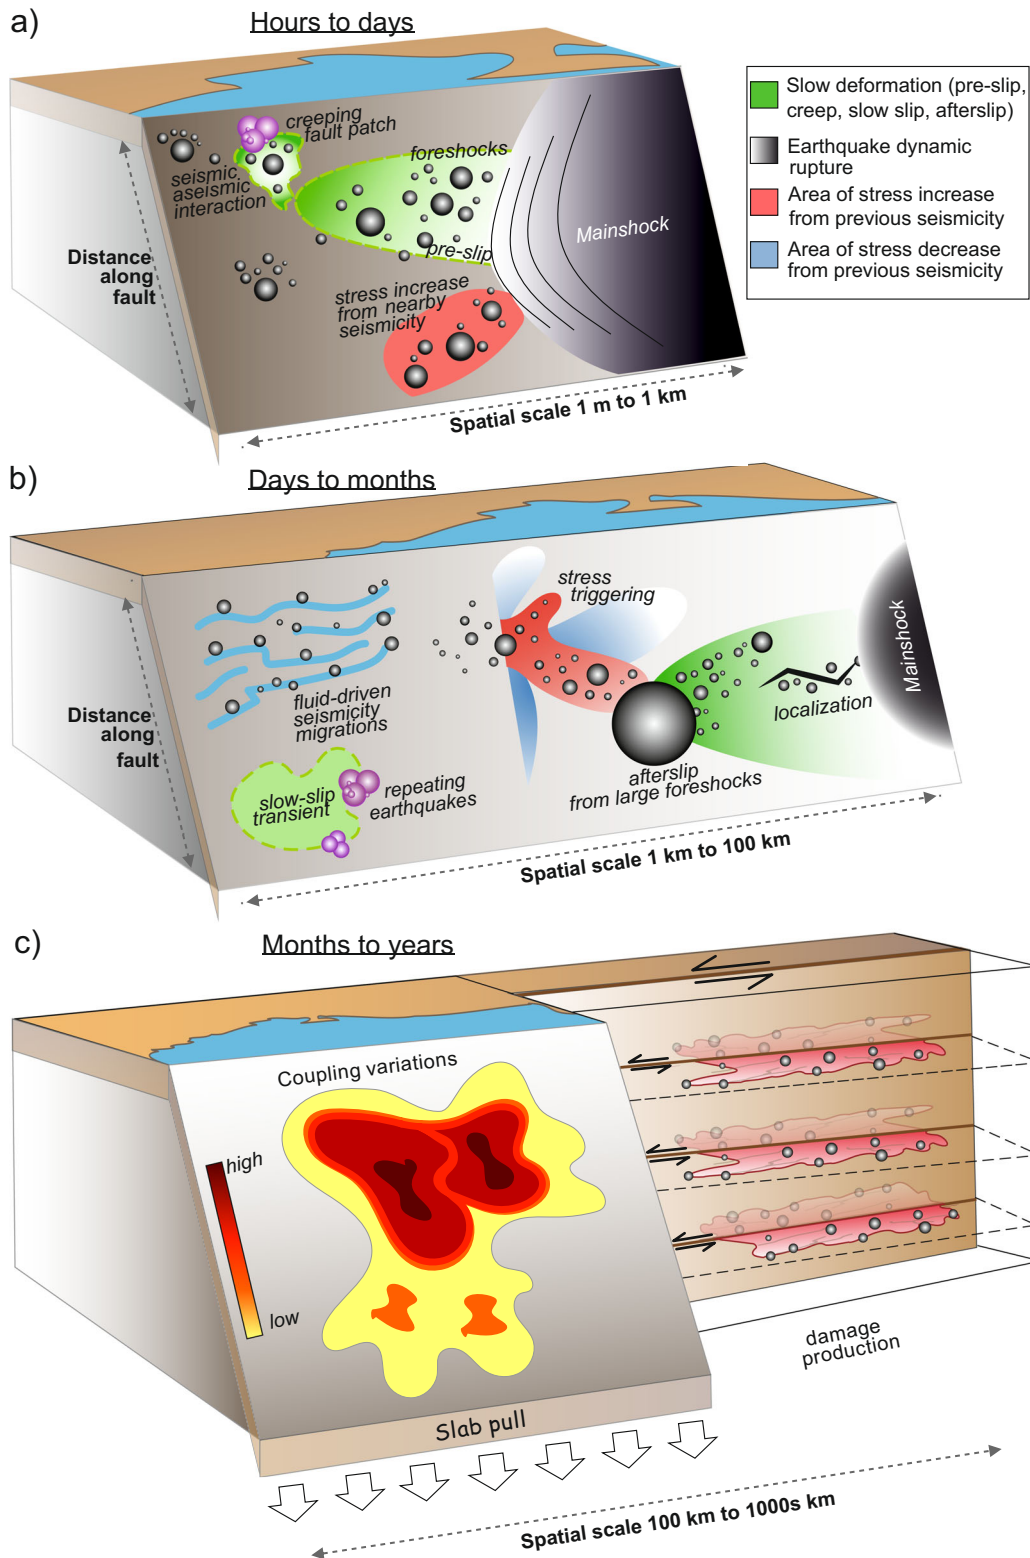 a)
Hours to days
creeping
fault patch
foreshocks
seismic
aseismic
interaction
pre-slip
Mainshock
stress increase
from nearby
seismicity
Distance
along
fault
Spatial scale 1 m to 1 km
Slow deformation (pre-slip,
creep, slow slip, afterslip)
Earthquake dynamic
rupture
Area of stress increase
from previous seismicity
Area of stress decrease
from previous seismicity
b)
Days to months
stress
triggering
fluid-driven
seismicity
migrations
localization
Mainshock
afterslip
from large foreshocks
slow-slip
transient
repeating
earthquakes
Distance
along
fault
Spatial scale 1 km to 100 km
c)
Months to years
Coupling variations
high
low
Slab pull
damage
production
Spatial scale 100 km to 1000s km